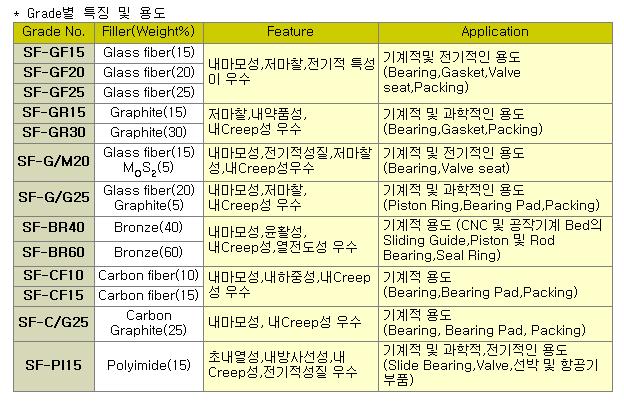 * Grade별 특징 및 용도
Grade No. Filler(Weight%) Feature Application
SF-GF15 Glass fiber(15)
SF-GF20 Glass fiber(20)
SF-GF25 Glass fiber(25)
내마모성,저마찰,전기적 특성
이 우수
기계적및 전기적인 용도
(Bearing,Gasket,Valve
seat,Packing)
SF-GR15 Graphite(15)
SF-GR30 Graphite(30)
저마찰,내약품성,
내Creep성 우수
기계적 및 과학적인 용도
(Bearing,Gasket,Packing)
SF-G/M20
Glass fiber(15)
MOS2(5)
내마모성,전기적성질,저마찰
성,내Creep성우수
기계적 및 전기적인 용도
(Bearing,Valve seat)
SF-G/G25
Glass fiber(20)
Graphite(5)
내마모성,저마찰,
내Creep성 우수
기계적 및 과학적인 용도
(Piston Ring,Bearing Pad,Packing)
SF-BR40 Bronze(40)
SF-BR60 Bronze(60)
내마모성,윤활성,
내Creep성,열전도성 우수
기계적 용도 (CNC 및 공작기계 Bed의
Sliding Guide,Piston 및 Rod
Bearing,Seal Ring)
SF-CF10 Carbon fiber(10)
SF-CF15 Carbon fiber(15)
내마모성,내하중성,내Creep
성 우수
기계적 용도
(Bearing,Bearing Pad,Packing)
SF-C/G25
Carbon
Graphite(25)
내마모성, 내Creep성 우수
기계적 용도
(Bearing, Bearing Pad, Packing)
SF-PI15 Polyimide(15)
초내열성,내방사선성,내
Creep성,전기적성질 우수
기계적 및 과학적,전기적인 용도
(Slide Bearing,Valve,선박 및 항공기
부품)